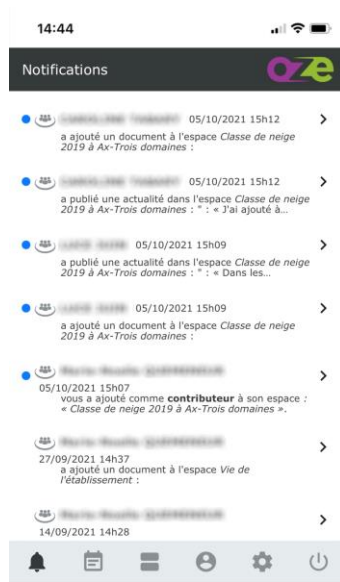 14:44
Notifications
oze
05/10/2021 15h12
a ajouté un document à l'espace Classe de neige
2019 à Ax-Trois domaines :
05/10/2021 15h12
a publié une actualité dans l'espace Classe de
neige 2019 à Ax-Trois domaines : " : « J'ai ajouté à...
05/10/2021 15h09
a publié une actualité dans l'espace Classe de
neige 2019 à Ax-Trois domaines : " : « Dans les...
05/10/2021 15h09
a ajouté un document à l'espace Classe de neige
2019 à Ax-Trois domaines :
05/10/2021 15h07
vous a ajouté comme contributeur à son espace :
« Classe de neige 2019 à Ax-Trois domaines ».
27/09/2021 14h37
a ajouté un document à l'espace Vie de
l'établissement :
14/09/2021 14h28